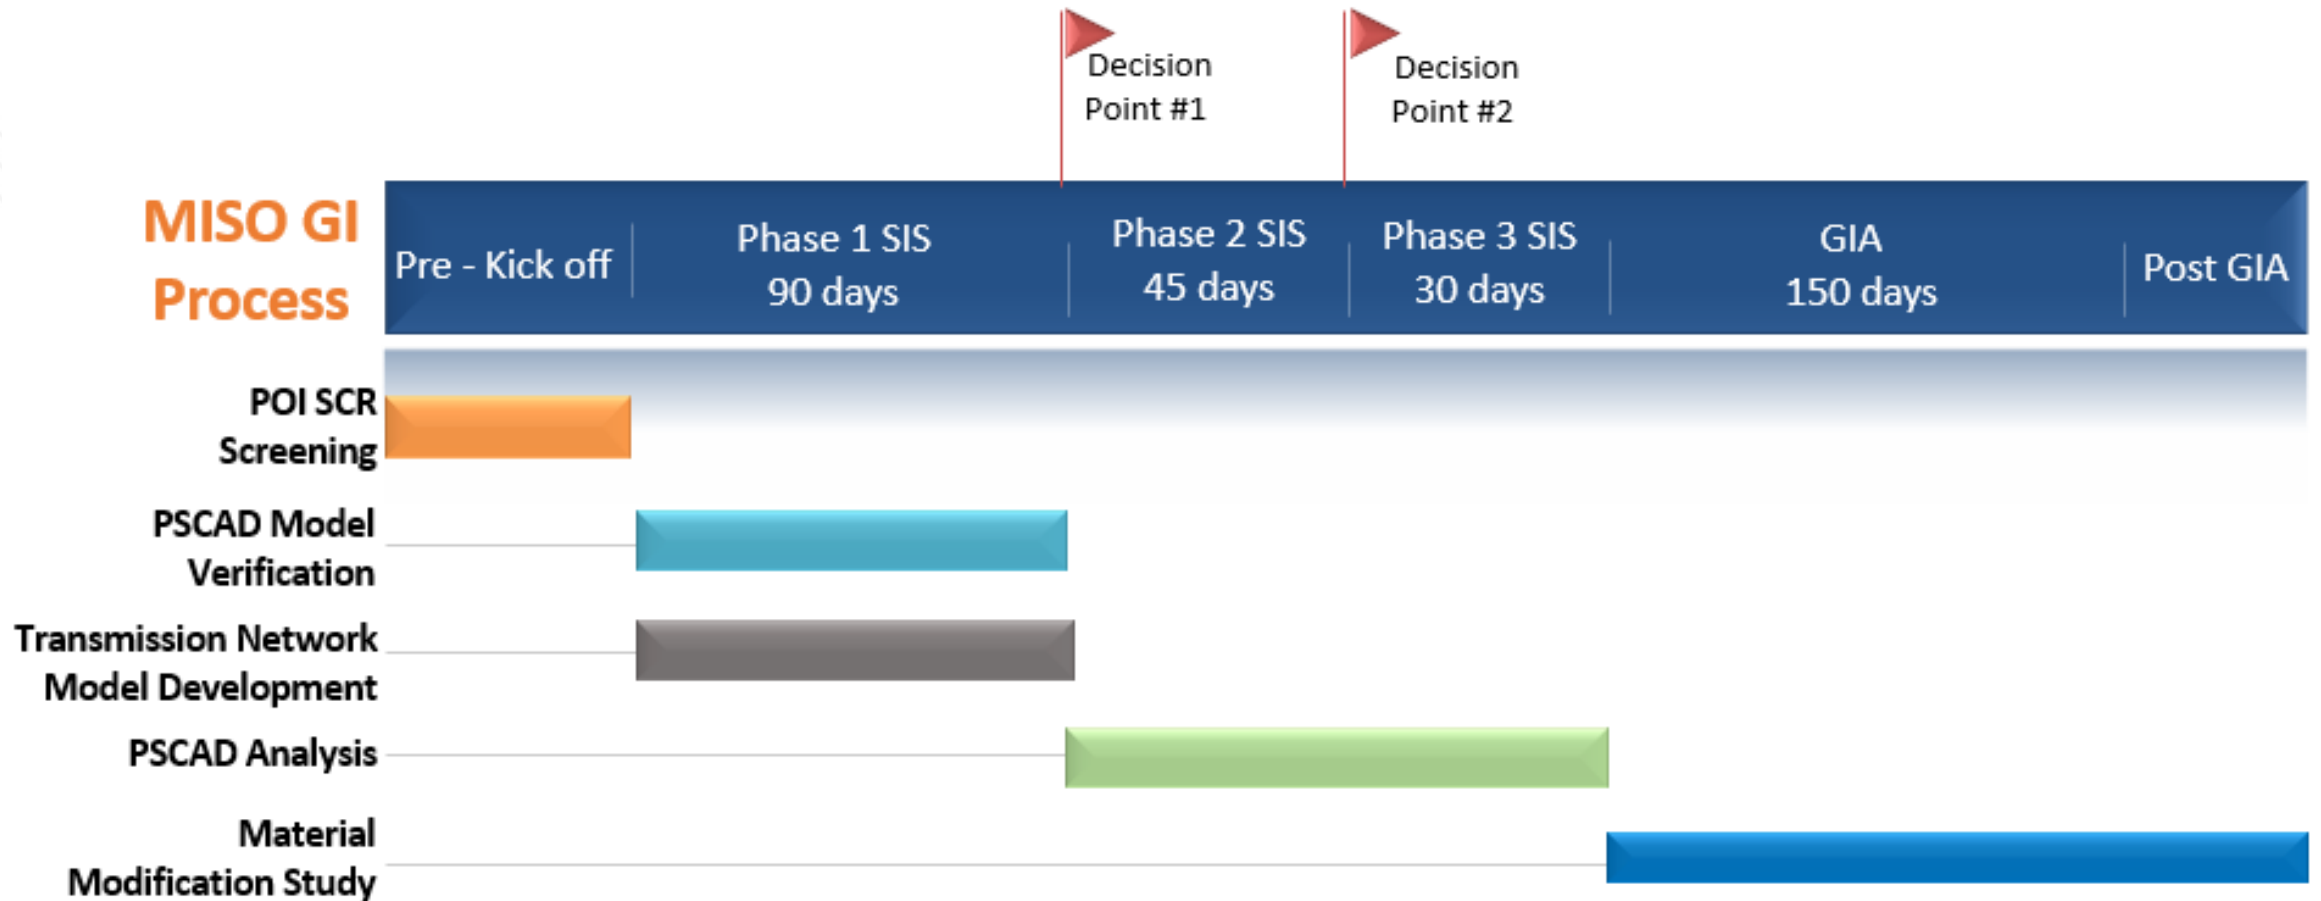 Decision
Point #1
Decision
Point #2
MISO GI
Process
Pre - Kick off
Phase 1 SIS
90 days
Phase 2 SIS
45 days
Phase 3 SIS
30 days
GIA
150 days
Post GIA
POI SCR
Screening
PSCAD Model
Verification
Transmission Network
Model Development
PSCAD Analysis
Material
Modification Study